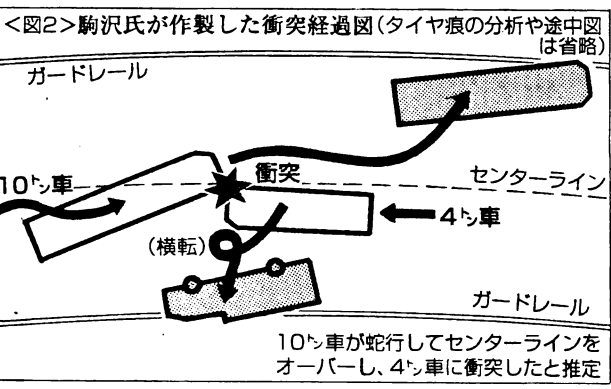 <図2>駒沢氏が作製した衝突経過図(タイヤ痕の分析や途中図
は省略)
ガードレール
衝突
センターライン
10㌧車
4㌧車
(横転)
ガードレール
10㌧車が蛇行してセンターラインを
オーバーし、4㌧車に衝突したと推定